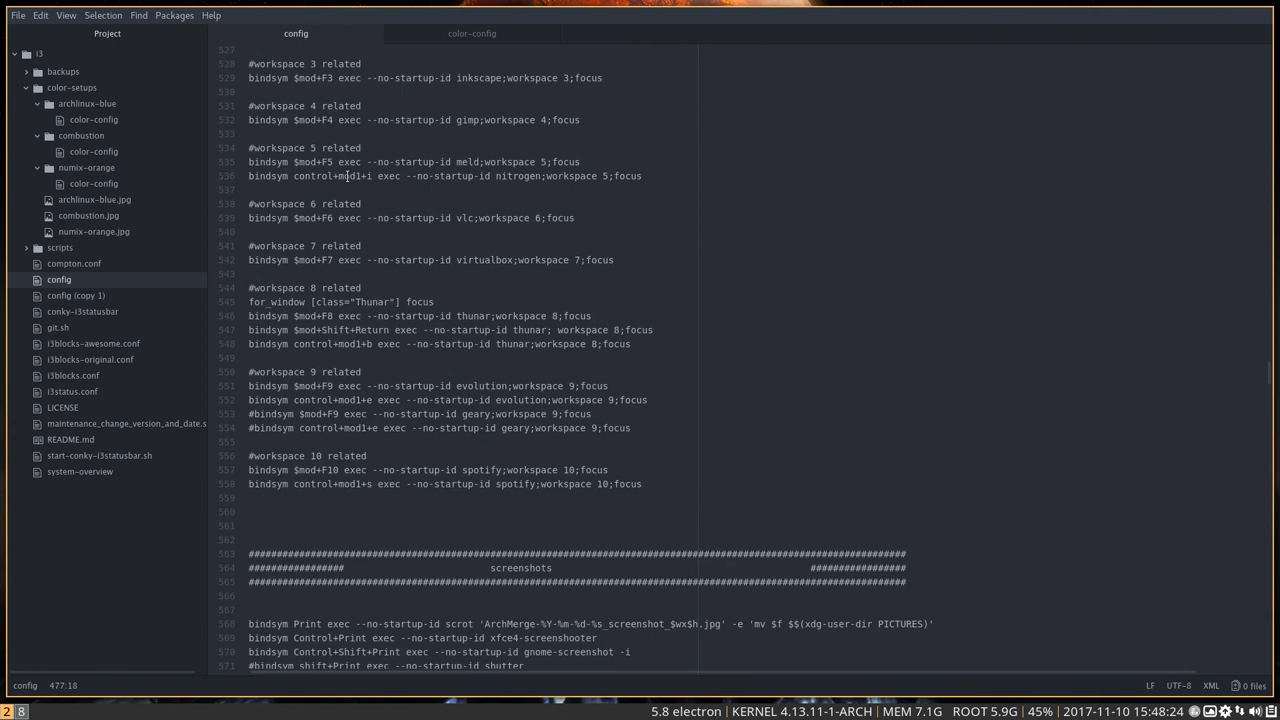 File Edit View Selection Find Packages Help
Project
config
color-config
i3
backups
color-setups
archlinux-blue
color-config
combustion
color-config
numix-orange
color-config
archlinux-blue.jpg
combustion.jpg
numix-orange.jpg
scripts
compton.conf
config
config (copy 1)
conky-i3statusbar
git.sh
i3blocks-awesome.conf
i3blocks-original.conf
i3blocks.conf
i3status.conf
LICENSE
maintenance_change_version_and_date.s
README.md
start-conky-i3statusbar.sh
system-overview
527
528 #workspace 3 related
529 bindsym $mod+F3 exec --no-startup-id inkscape;workspace 3;focus
530
531 #workspace 4 related
532 bindsym $mod+F4 exec --no-startup-id gimp;workspace 4;focus
533
534 #workspace 5 related
535 bindsym $mod+F5 exec --no-startup-id meld;workspace 5;focus
536 bindsym control+mod1+i exec --no-startup-id nitrogen;workspace 5;focus
537
538 #workspace 6 related
539 bindsym $mod+F6 exec --no-startup-id vlc;workspace 6;focus
540
541 #workspace 7 related
542 bindsym $mod+F7 exec --no-startup-id virtualbox;workspace 7;focus
543
544 #workspace 8 related
545 for_window [class="Thunar"] focus
546 bindsym $mod+F8 exec --no-startup-id thunar;workspace 8;focus
547 bindsym $mod+Shift+Return exec --no-startup-id thunar; workspace 8;focus
548 bindsym control+mod1+b exec --no-startup-id thunar;workspace 8;focus
549
550 #workspace 9 related
551 bindsym $mod+F9 exec --no-startup-id evolution;workspace 9;focus
552 bindsym control+mod1+e exec --no-startup-id evolution;workspace 9;focus
553 #bindsym $mod+F9 exec --no-startup-id geary;workspace 9;focus
554 #bindsym control+mod1+e exec --no-startup-id geary;workspace 9;focus
555
556 #workspace 10 related
557 bindsym $mod+F10 exec --no-startup-id spotify;workspace 10;focus
558 bindsym control+mod1+s exec --no-startup-id spotify;workspace 10;focus
559
560
561
562
563 #####################################################################################################################
564 ################# screenshots #################
565 #####################################################################################################################
566
567
568 bindsym Print exec --no-startup-id scrot 'ArchMerge-%Y-%m-%d-%s_screenshot_$wx$h.jpg' -e 'mv $f $$(xdg-user-dir PICTURES)'
569 bindsym Control+Print exec --no-startup-id xfce4-screenshooter
570 bindsym Control+Shift+Print exec --no-startup-id gnome-screenshot -i
571 #bindsym shift+Print exec --no-startup-id shutter
config 477:18 LF UTF-8 XML 0 files
2 8 5.8 electron | KERNEL 4.13.11-1-ARCH | MEM 7.1G | ROOT 5.9G | 45% | 2017-11-10 15:48:24